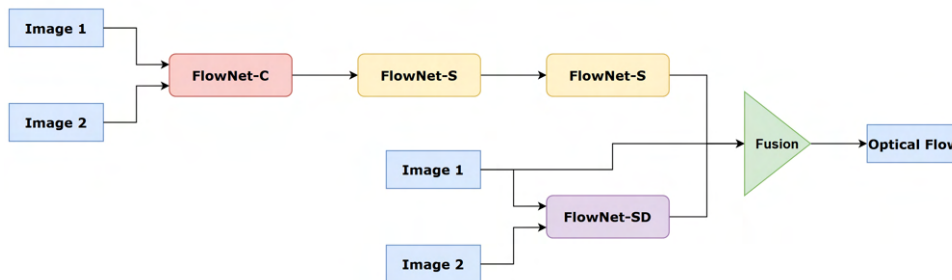 Image 1
FlowNet-C
FlowNet-S
FlowNet-S
Image 2
Fusion
Optical Flow
Image 1
FlowNet-SD
Image 2